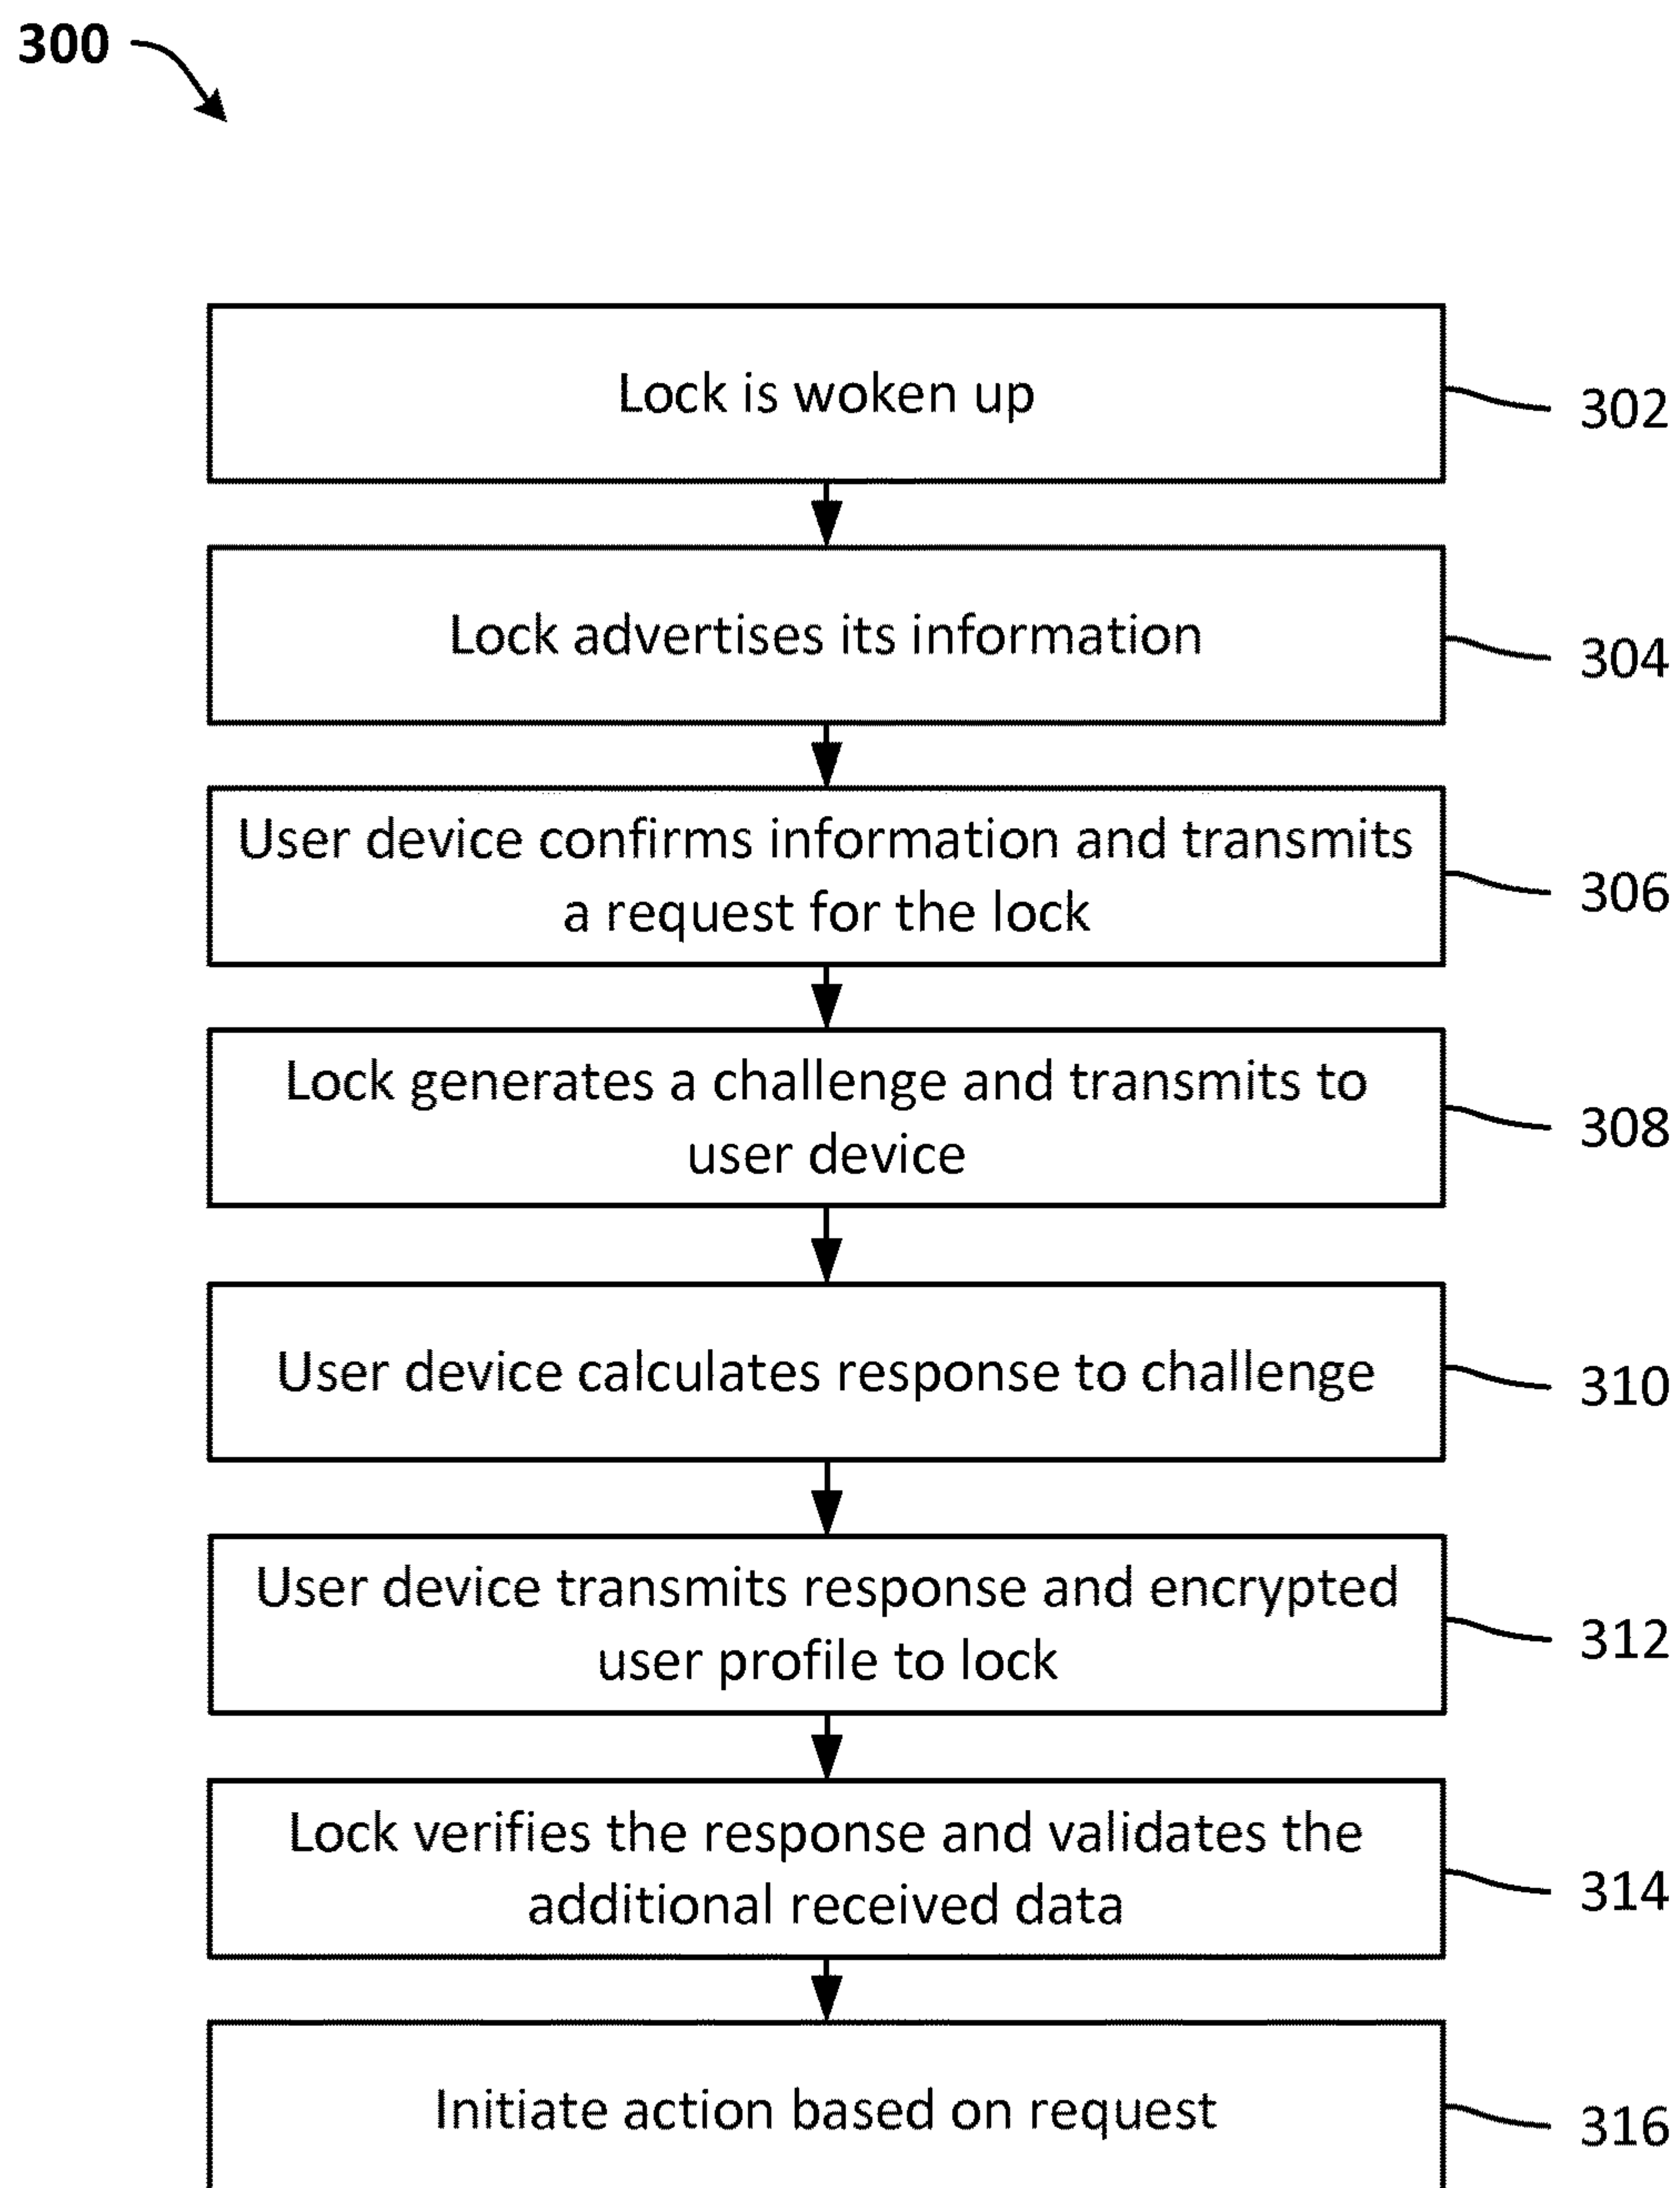 300
Lock is woken up
302
Lock advertises its information
304
User device confirms information and transmits
a request for the lock
306
Lock generates a challenge and transmits to
user device
308
User device calculates response to challenge
310
User device transmits response and encrypted
user profile to lock
312
Lock verifies the response and validates the
additional received data
314
Initiate action based on request
316